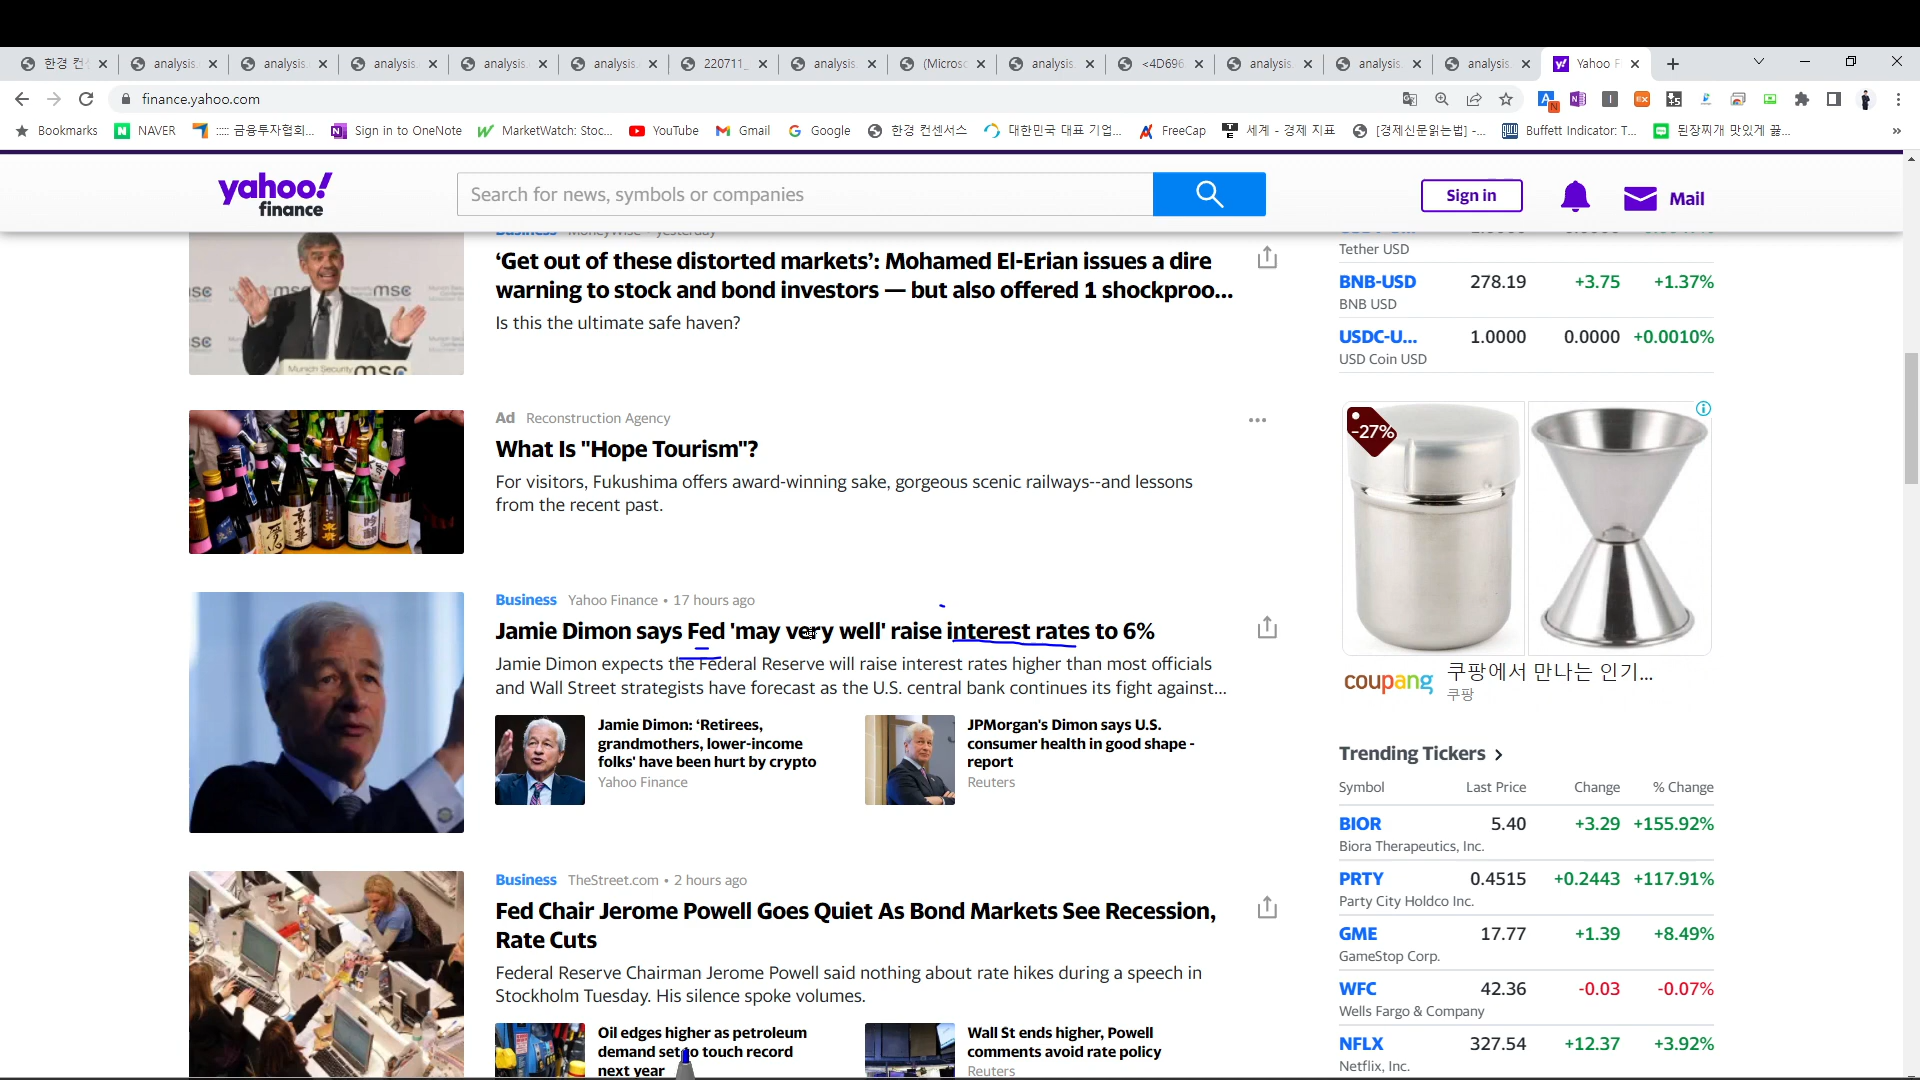 한경 컨
analysis.
analysis.
analysis.
analysis.
analysis.
220711_
analysis.
(Micros
analysis
<4D696
analysis.
analysis.
analysis.
Yahoo F
finance.yahoo.com
Bookmarks
NAVER
::::: 금융투자협회...
Sign in to OneNote
MarketWatch: Stoc...
YouTube
Gmail
Google
한경 컨센서스
대한민국 대표 기업...
FreeCap
세계 - 경제 지표
[경제신문읽는법] -...
Buffett Indicator: T...
된장찌개 맛있게 끓...
yahoo!
finance
Search for news, symbols or companies
Sign in
Mail
‘Get out of these distorted markets’: Mohamed El-Erian issues a dire
warning to stock and bond investors — but also offered 1 shockproo...
Is this the ultimate safe haven?
msc
Munich Security
msc
Ad Reconstruction Agency
What Is "Hope Tourism"?
For visitors, Fukushima offers award-winning sake, gorgeous scenic railways--and lessons
from the recent past.
Business Yahoo Finance • 17 hours ago
Jamie Dimon says Fed 'may very well' raise interest rates to 6%
Jamie Dimon expects the Federal Reserve will raise interest rates higher than most officials
and Wall Street strategists have forecast as the U.S. central bank continues its fight against...
Jamie Dimon: ‘Retirees,
grandmothers, lower-income
folks' have been hurt by crypto
Yahoo Finance
JPMorgan's Dimon says U.S.
consumer health in good shape -
report
Reuters
Business TheStreet.com • 2 hours ago
Fed Chair Jerome Powell Goes Quiet As Bond Markets See Recession,
Rate Cuts
Federal Reserve Chairman Jerome Powell said nothing about rate hikes during a speech in
Stockholm Tuesday. His silence spoke volumes.
Oil edges higher as petroleum
demand set to touch record
next year
Wall St ends higher, Powell
comments avoid rate policy
Reuters
Tether USD
BNB-USD 278.19 +3.75 +1.37%
BNB USD
USDC-U... 1.0000 0.0000 +0.0010%
USD Coin USD
-27%
coupang
쿠팡에서 만나는 인기...
쿠팡
Trending Tickers >
Symbol Last Price Change % Change
BIOR 5.40 +3.29 +155.92%
Biora Therapeutics, Inc.
PRTY 0.4515 +0.2443 +117.91%
Party City Holdco Inc.
GME 17.77 +1.39 +8.49%
GameStop Corp.
WFC 42.36 -0.03 -0.07%
Wells Fargo & Company
NFLX 327.54 +12.37 +3.92%
Netflix, Inc.